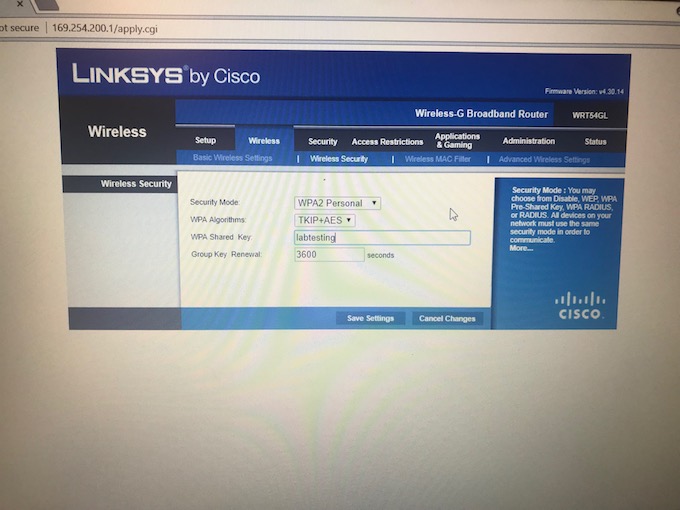 ot secure | 169.254.200.1/apply.cgi
LINKSYS® by Cisco
Firmware Version: v4.30.14
Wireless-G Broadband Router WRT54GL
Wireless
Setup Wireless Security Access Restrictions Applications & Gaming Administration Status
Basic Wireless Settings | Wireless Security | Wireless MAC Filter | Advanced Wireless Settings
Wireless Security
Security Mode: WPA2 Personal
WPA Algorithms: TKIP+AES
WPA Shared Key: labtesting
Group Key Renewal: 3600 seconds
Security Mode : You may
choose from Disable, WEP, WPA
Pre-Shared Key, WPA RADIUS,
or RADIUS. All devices on your
network must use the same
security mode in order to
communicate.
More...
Save Settings Cancel Changes
CISCO.